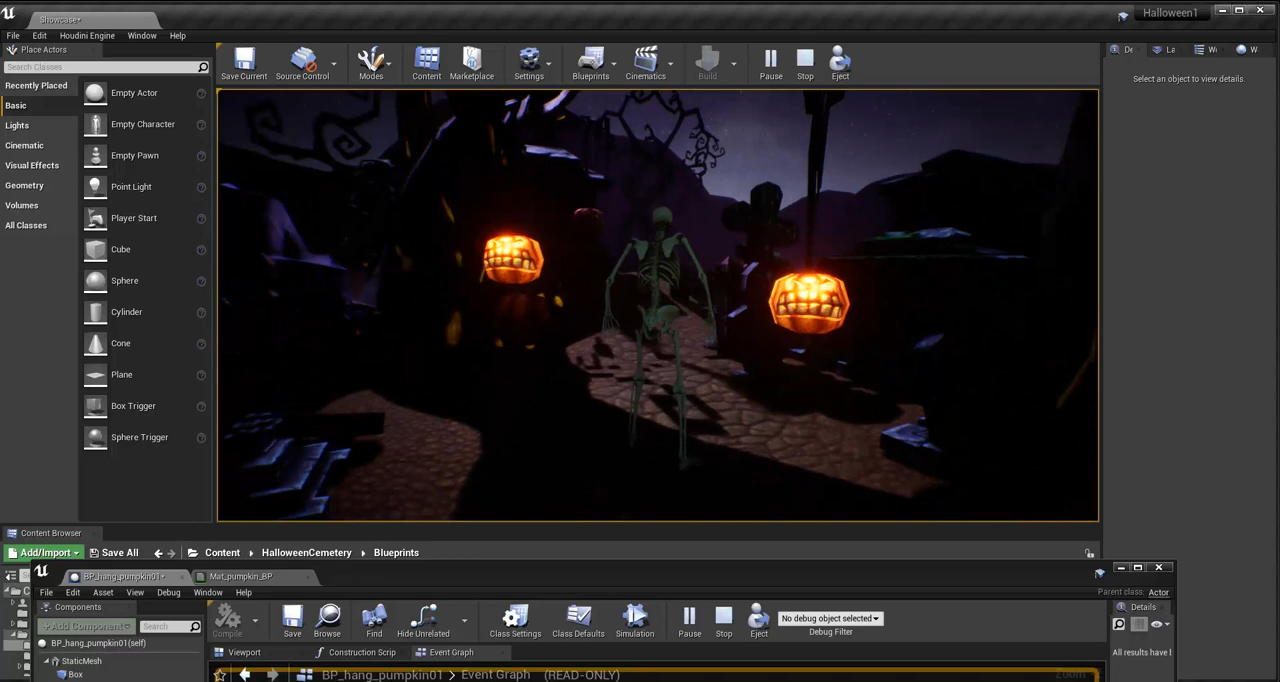 Showcase•
Halloween1
File Edit Houdini Engine Window Help
Place Actors
Search Classes
Recently Placed
Basic
Lights
Cinematic
Visual Effects
Geometry
Volumes
All Classes
Empty Actor
Empty Character
Empty Pawn
Point Light
Player Start
Cube
Sphere
Cylinder
Cone
Plane
Box Trigger
Sphere Trigger
Save Current Source Control Modes Content Marketplace Settings Blueprints Cinematics Build Pause Stop Eject
De La W W
Select an object to view details.
Content Browser
Add/Import Save All Content HalloweenCemetery Blueprints
BP_hang_pumpkin01• Mat_pumpkin_BP
File Edit Asset View Debug Window Help
Parent class: Actor
Components
+Add Component Search
BP_hang_pumpkin01(self)
StaticMesh
Box
Compile Save Browse Find Hide Unrelated Class Settings Class Defaults Simulation Pause Stop Eject
No debug object selected
Debug Filter
Details
All results have
Viewport Construction Scrip Event Graph
BP_hang_pumpkin01 > Event Graph (READ-ONLY)
Zoom